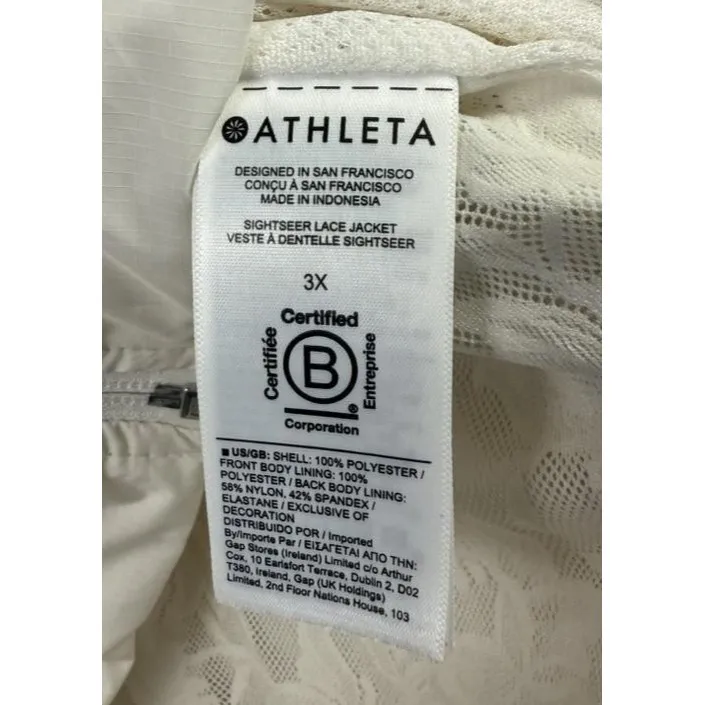 ATHLETA
DESIGNED IN SAN FRANCISCO
CONÇU À SAN FRANCISCO
MADE IN INDONESIA
SIGHTSEER LACE JACKET
VESTE À DENTELLE SIGHTSEER
3X
Certified
Certifiée
B
Entreprise
®
Corporation
■ US/GB: SHELL: 100% POLYESTER /
FRONT BODY LINING: 100%
POLYESTER / BACK BODY LINING:
58% NYLON, 42% SPANDEX /
ELASTANE / EXCLUSIVE OF
DECORATION
DISTRIBUIDO POR / Imported
By/Importe Par / ΕΙΣΑΓΕΤΑΙ ΑΠΟ ΤΗΝ:
Gap Stores (Ireland) Limited c/o Arthur
Cox, 10 Earlsfort Terrace, Dublin 2, D02
T380, Ireland, Gap (UK Holdings)
Limited, 2nd Floor Nations House, 103